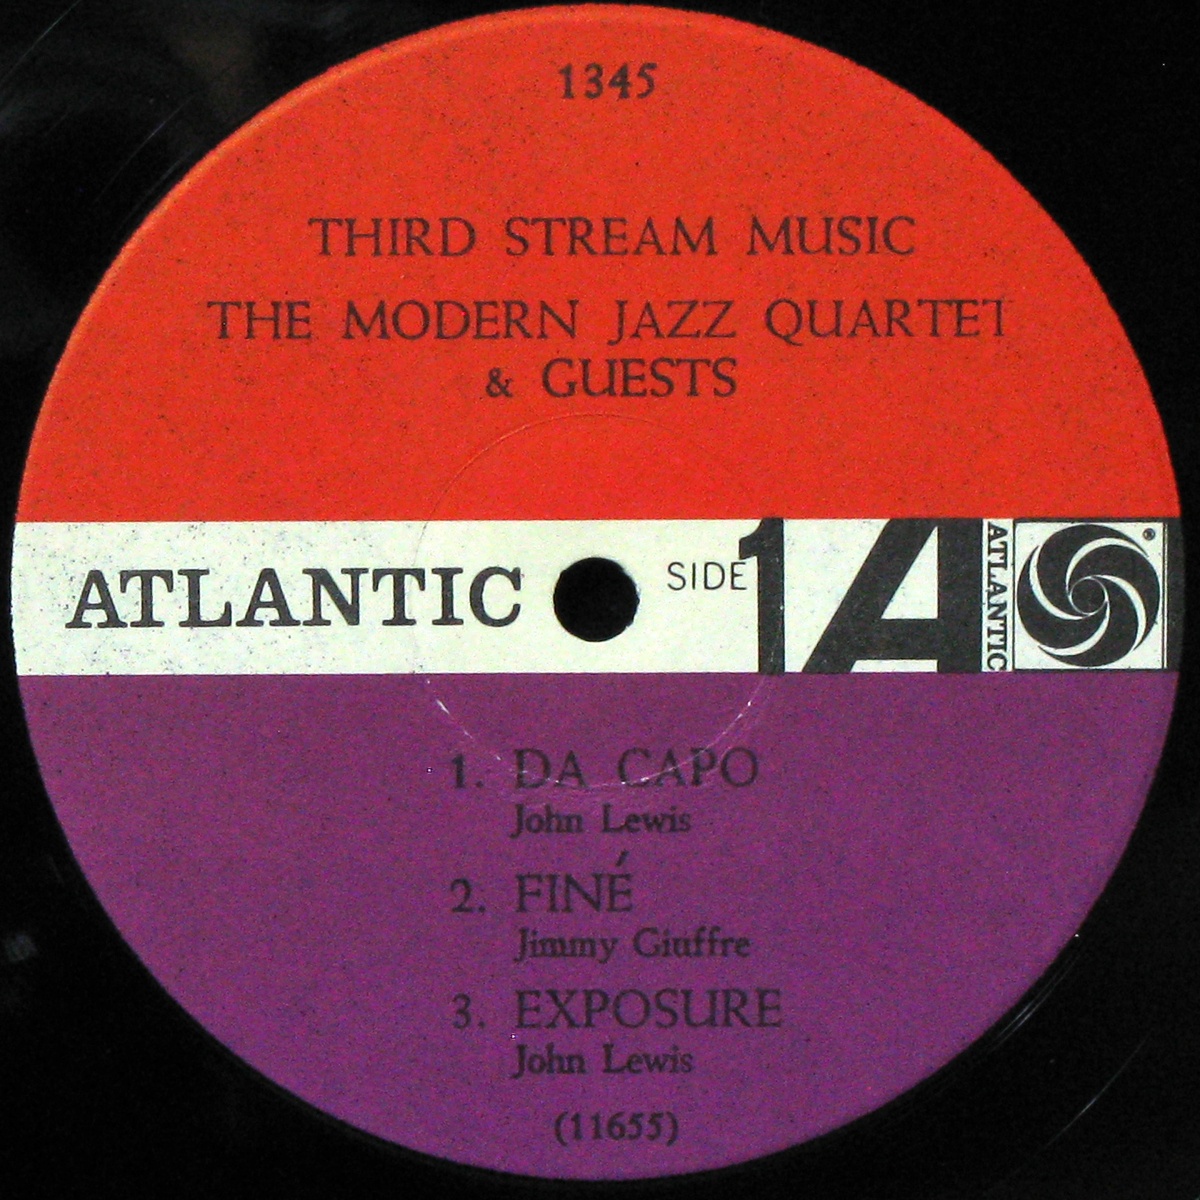 1345
THIRD STREAM MUSIC
THE MODERN JAZZ QUARTET
& GUESTS
ATLANTIC
SIDE 1
A
ATLANTIC
®
1. DA CAPO
John Lewis
2. FINÉ
Jimmy Giuffre
3. EXPOSURE
John Lewis
(11655)